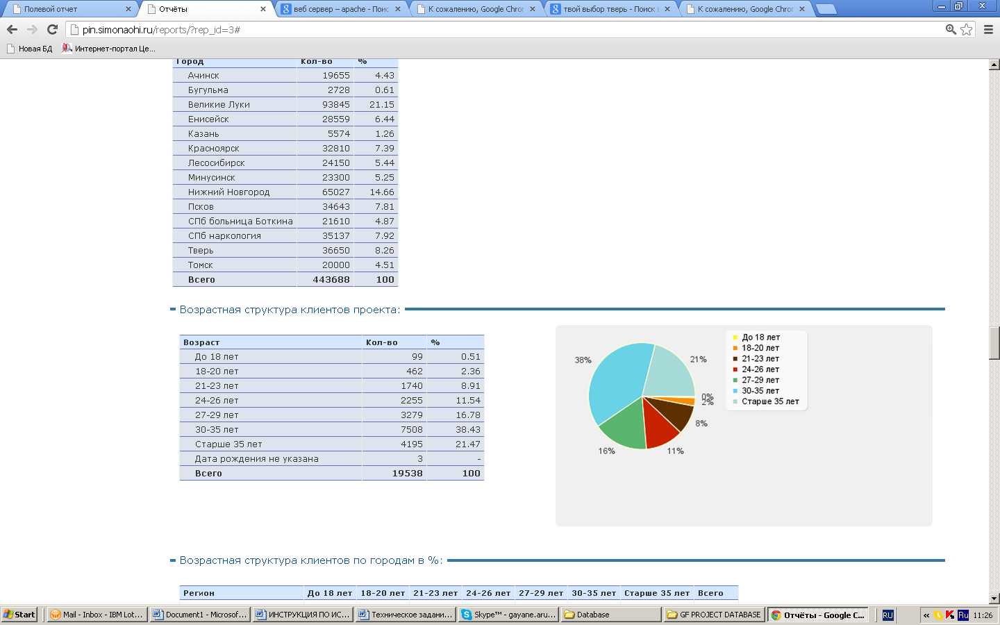 Полевой отчет
Отчёты
веб сервер – apache - Поис
К сожалению, Google Chror
твой выбор тверь - Поиск в
К сожалению, Google Chror
pin.simonaohi.ru/reports/?rep_id=3#
Новая БД
Интернет-портал Це...
Город Кол-во %
Ачинск 19655 4.43
Бугульма 2728 0.61
Великие Луки 93845 21.15
Енисейск 28559 6.44
Казань 5574 1.26
Красноярск 32810 7.39
Лесосибирск 24150 5.44
Минусинск 23300 5.25
Нижний Новгород 65027 14.66
Псков 34643 7.81
СПб больница Боткина 21610 4.87
СПб наркология 35137 7.92
Тверь 36650 8.26
Томск 20000 4.51
Всего 443688 100
Возрастная структура клиентов проекта:
Возраст Кол-во %
До 18 лет 99 0.51
18-20 лет 462 2.36
21-23 лет 1740 8.91
24-26 лет 2255 11.54
27-29 лет 3279 16.78
30-35 лет 7508 38.43
Старше 35 лет 4195 21.47
Дата рождения не указана 3 -
Всего 19538 100
38%
21%
0%
2%
8%
11%
16%
До 18 лет
18-20 лет
21-23 лет
24-26 лет
27-29 лет
30-35 лет
Старше 35 лет
Возрастная структура клиентов по городам в %:
Регион До 18 лет 18-20 лет 21-23 лет 24-26 лет 27-29 лет 30-35 лет Старше 35 лет Всего
Start
Mail - Inbox - IBM Lot...
Document1 - Microsof...
ИНСТРУКЦИЯ ПО ИС...
Техническое задани...
Skype™ - gayane.aru...
Database
GF PROJECT DATABASE
Отчёты - Google C...
RU
«
Ru
11:26